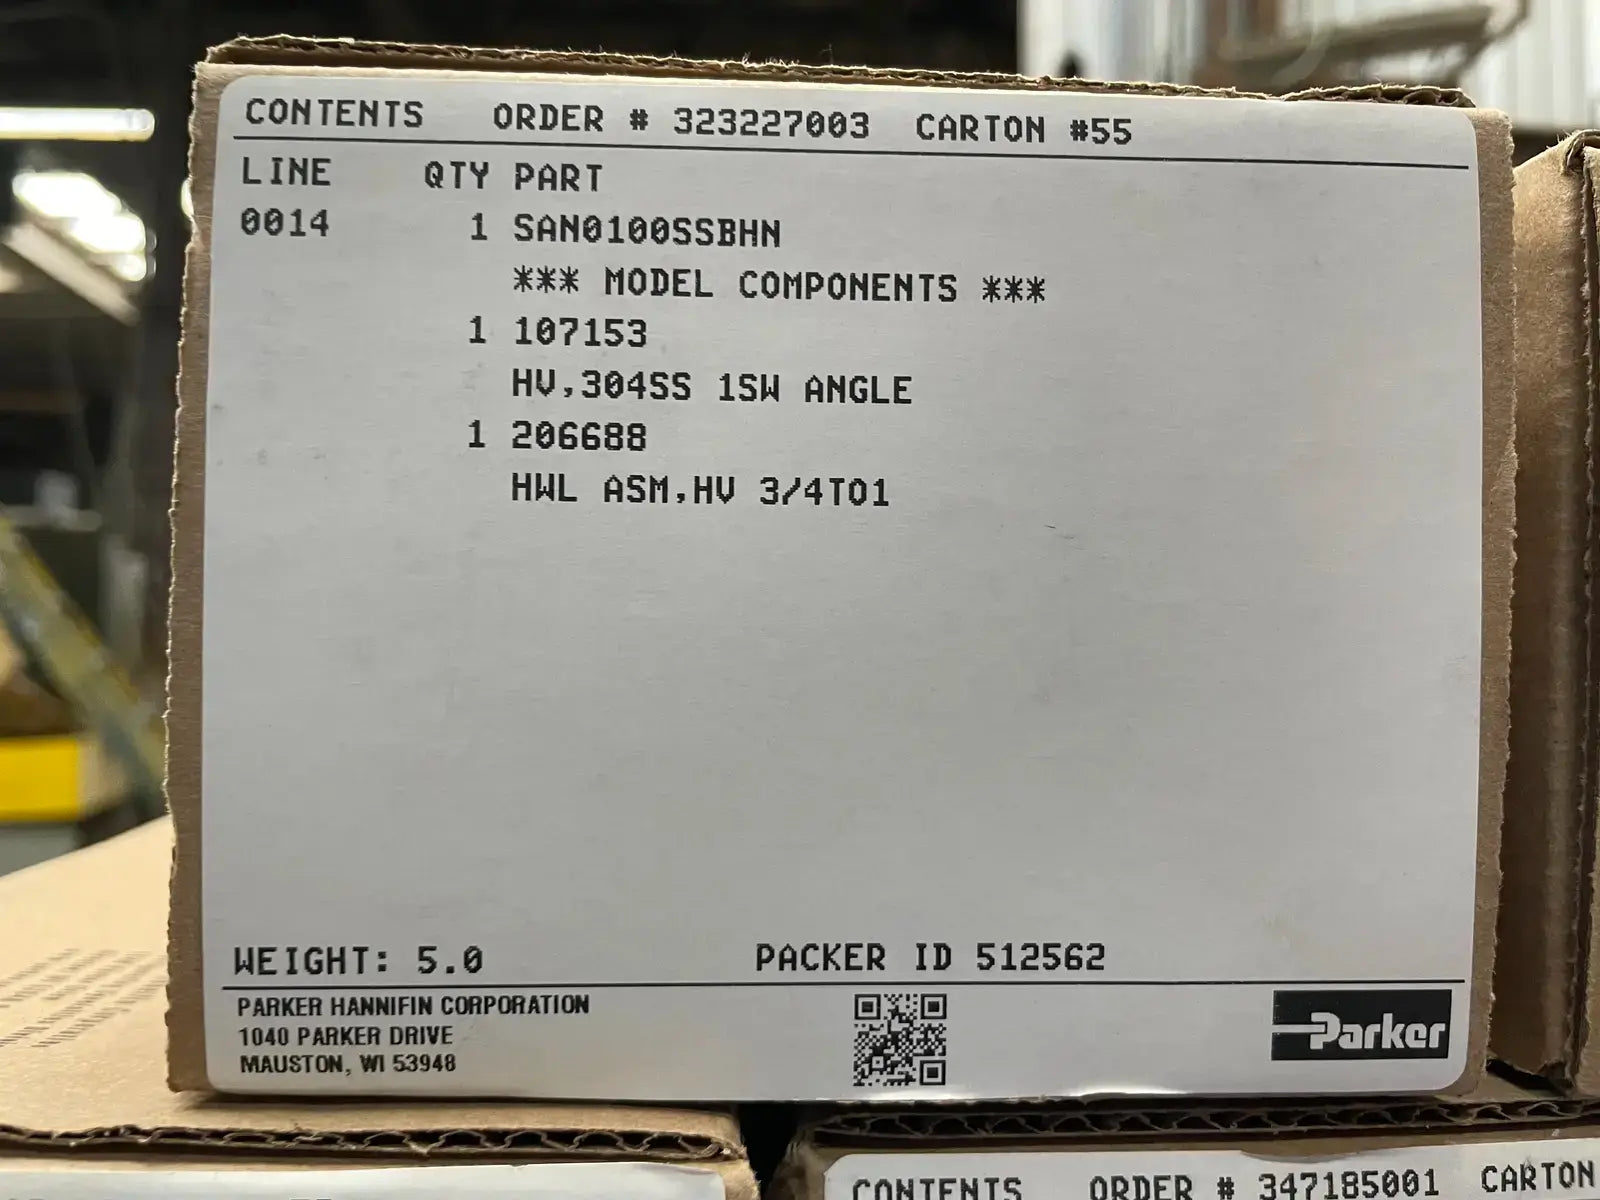 CONTENTS ORDER # 323227003 CARTON #55
LINE QTY PART
0014 1 SAN0100SSBHN
*** MODEL COMPONENTS ***
1 107153
HV,304SS 1SW ANGLE
1 206688
HWL ASM,HV 3/4TO1
WEIGHT: 5.0 PACKER ID 512562
PARKER HANNIFIN CORPORATION
1040 PARKER DRIVE
MAUSTON, WI 53948
Parker
CONTENTS ORDER # 347185001 CARTON